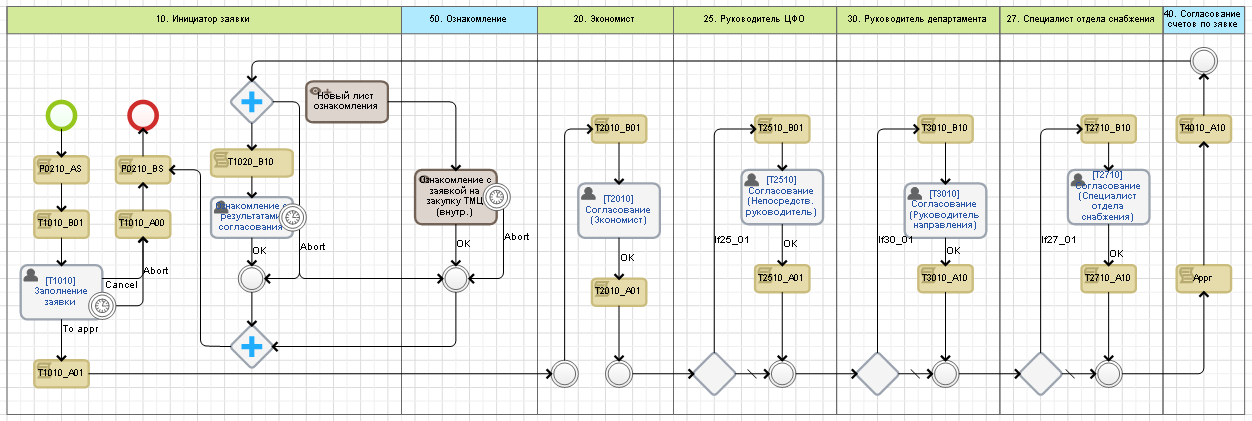 10. Инициатор заявки
50. Ознакомление
20. Экономист
25. Руководитель ЦФО
30. Руководитель департамента
27. Специалист отдела снабжения
40. Согласование
счетов по зявке
P0210_AS
T1010_B01
[T1010]
Заполнение
заявки
To appr
T1010_A01
Cancel
Abort
P0210_BS
T1010_A00
T1020_B10
Ознакомление с
результатами
согласования
OK
Abort
Новый лист
ознакомления
Ознакомление с
заявкой на
закупку ТМЦ
(внутр.)
OK
Abort
T2010_B01
[T2010]
Согласование
(Экономист)
OK
T2010_A01
T2510_B01
[T2510]
Согласование
(Непосредств.
руководитель)
If25_01
OK
T2510_A01
T3010_B10
[T3010]
Согласование
(Руководитель
направления)
If30_01
OK
T3010_A10
T2710_B10
[T2710]
Согласование
(Специалист
отдела
снабжения)
If27_01
OK
T2710_A10
T4010_A10
Appr